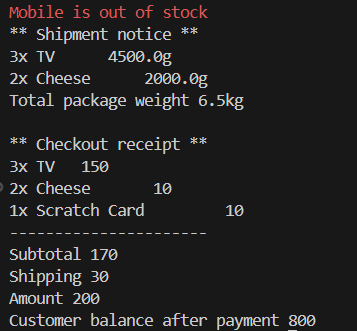 Mobile is out of stock
** Shipment notice **
3x TV 4500.0g
2x Cheese 2000.0g
Total package weight 6.5kg
** Checkout receipt **
3x TV 150
2x Cheese 10
1x Scratch Card 10
----------------------
Subtotal 170
Shipping 30
Amount 200
Customer balance after payment 800